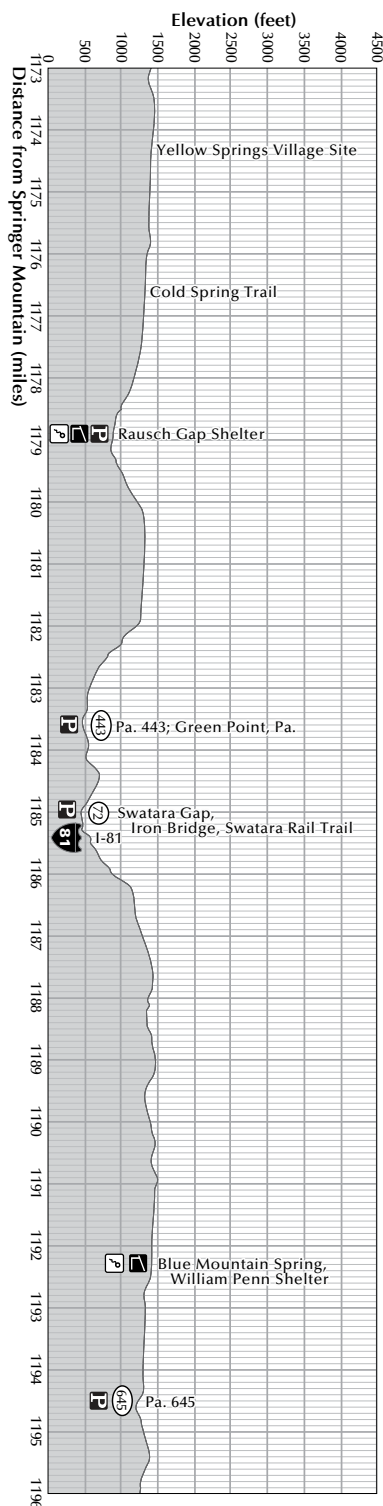 Elevation (feet)
4500
4000
3500
3000
2500
2000
1500
1000
500
0
Yellow Springs Village Site
Cold Spring Trail
P
Rausch Gap Shelter
443
Pa. 443; Green Point, Pa.
P
72
Swatara Gap,
Iron Bridge, Swatara Rail Trail
P
I-81
81
Blue Mountain Spring,
William Penn Shelter
645
Pa. 645
P
1173
1174
1175
1176
1177
1178
1179
1180
1181
1182
1183
1184
1185
1186
1187
1188
1189
1190
1191
1192
1193
1194
1195
1196
Distance from Springer Mountain (miles)